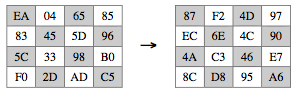 EA 04 65 85 87 F2 4D 97
83 45 5D 96 → EC 6E 4C 90
5C 33 98 B0 4A C3 46 E7
F0 2D AD C5 8C D8 95 A6